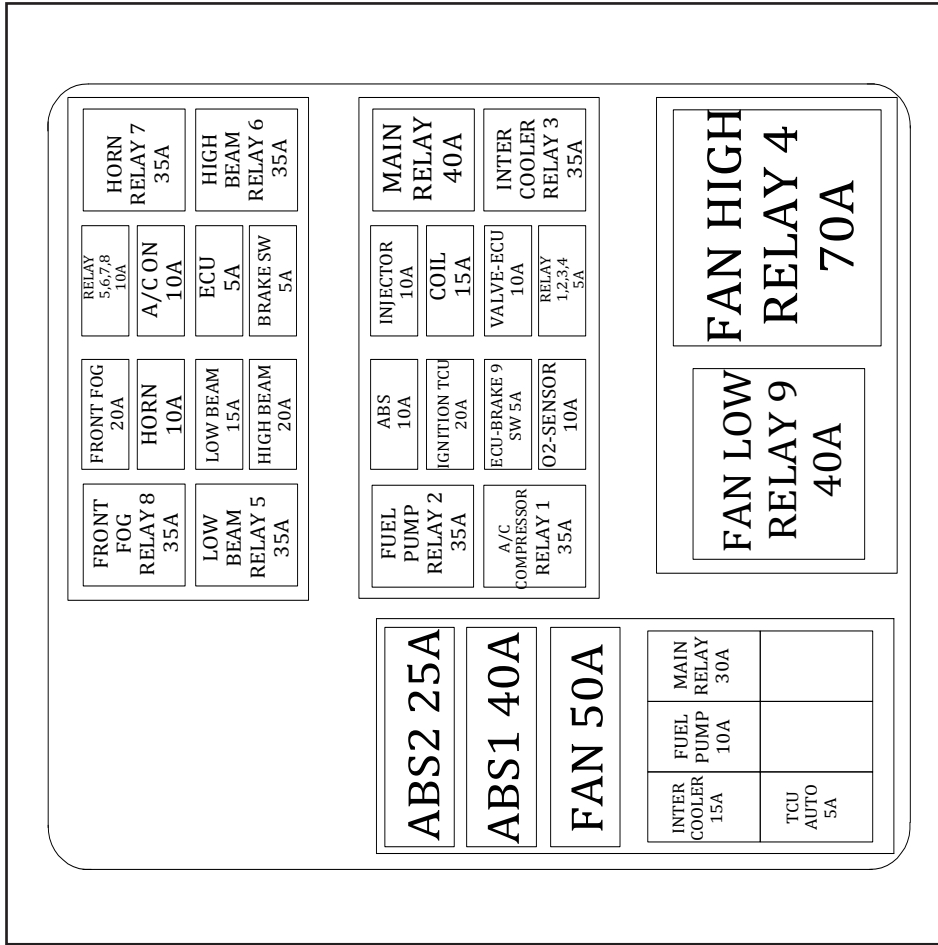 HORN
RELAY 7
35A
HIGH
BEAM
RELAY 6
35A
RELAY
5,6,7,8
10A
A/C ON
10A
ECU
5A
BRAKE SW
5A
FRONT FOG
20A
HORN
10A
LOW BEAM
15A
HIGH BEAM
20A
FRONT
FOG
RELAY 8
35A
LOW
BEAM
RELAY 5
35A
MAIN
RELAY
40A
INTER
COOLER
RELAY 3
35A
INJECTOR
10A
COIL
15A
VALVE-ECU
10A
RELAY
1,2,3,4
5A
ABS
10A
IGNITION TCU
20A
ECU-BRAKE 9
SW 5A
O2-SENSOR
10A
FUEL
PUMP
RELAY 2
35A
A/C
COMPRESSOR
RELAY 1
35A
FAN HIGH
RELAY 4
70A
FAN LOW
RELAY 9
40A
ABS2 25A
ABS1 40A
FAN 50A
MAIN
RELAY
30A
FUEL
PUMP
10A
INTER
COOLER
15A
TCU
AUTO
5A